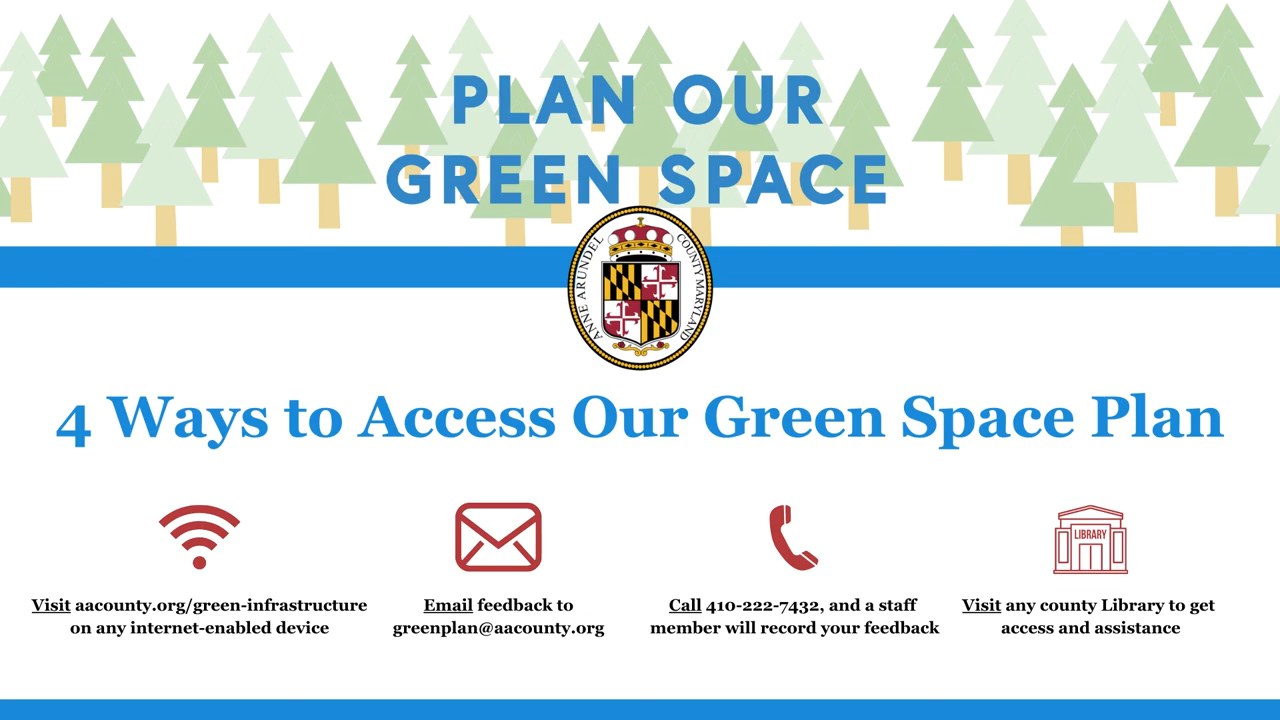 PLAN OUR
GREEN SPACE
ANNE ARUNDEL COUNTY MARYLAND
4 Ways to Access Our Green Space Plan
LIBRARY
Visit aacounty.org/green-infrastructure
on any internet-enabled device
Email feedback to
greenplan@aacounty.org
Call 410-222-7432, and a staff
member will record your feedback
Visit any county Library to get
access and assistance